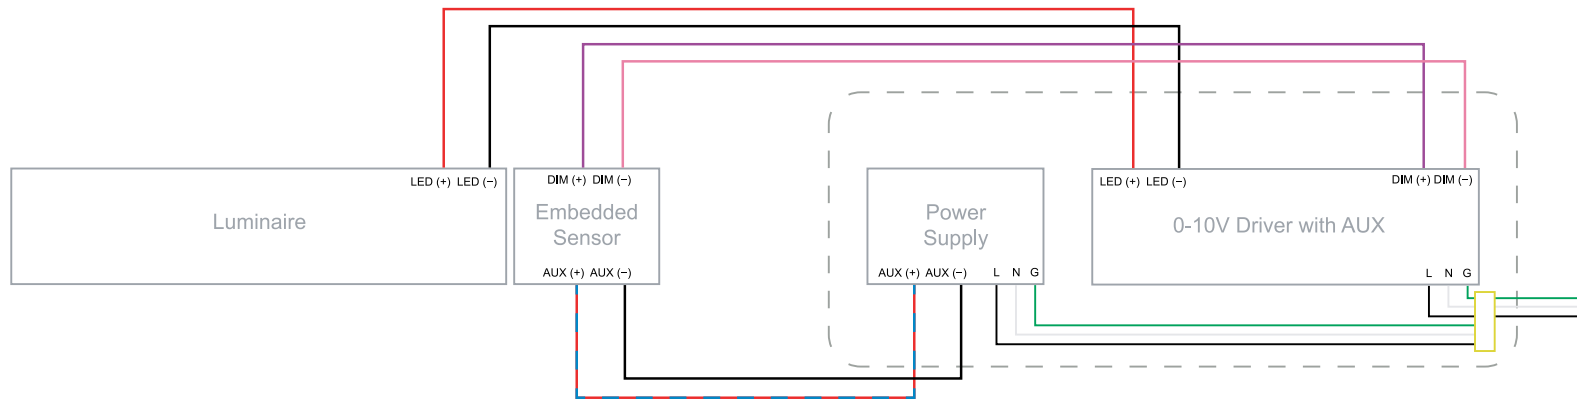 LED (+) LED (−)
Luminaire
DIM (+) DIM (−)
Embedded
Sensor
AUX (+) AUX (−)
Power
Supply
AUX (+) AUX (−) L N G
LED (+) LED (−) DIM (+) DIM (−)
0-10V Driver with AUX
L N G